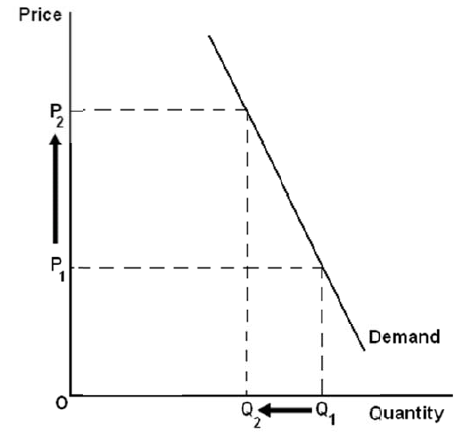 Price
P2
P1
Demand
O
Q2
Q1
Quantity